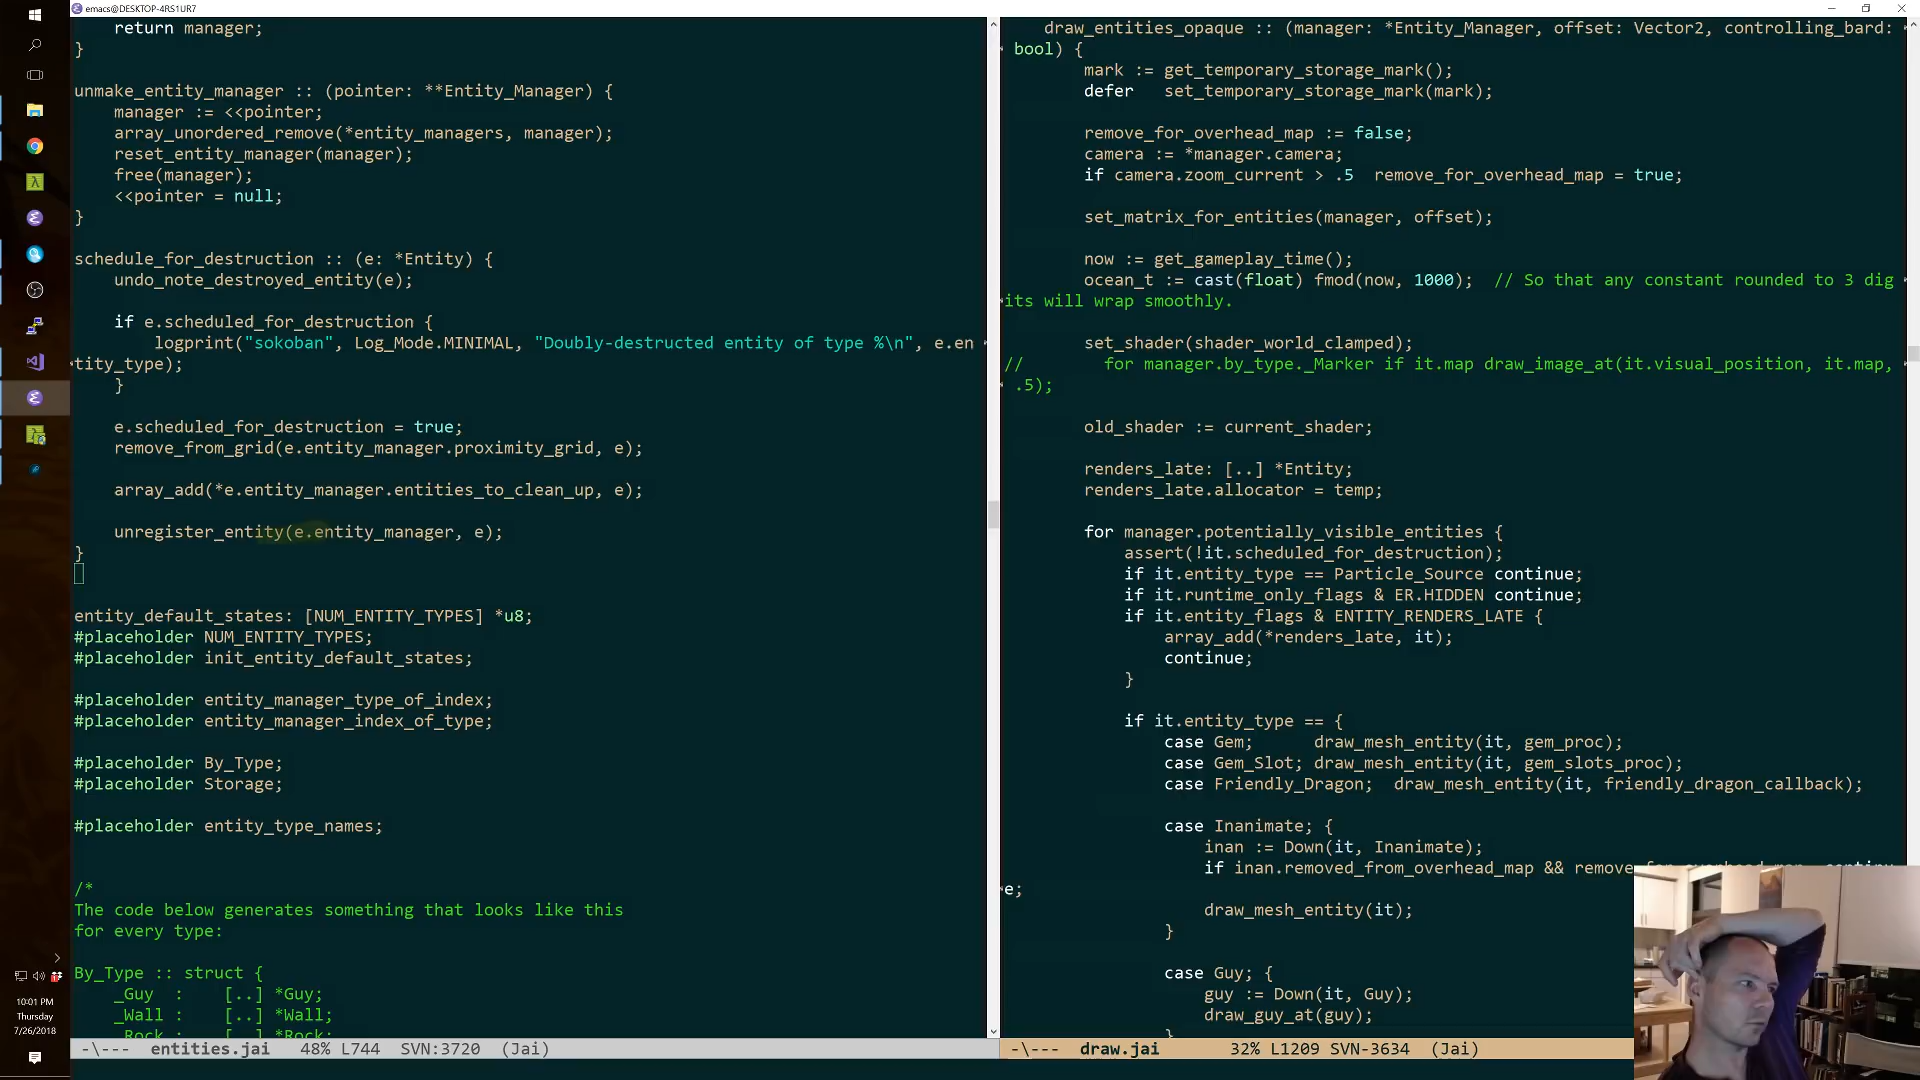 emacs@DESKTOP-4RS1UR7
    return manager;
}
unmake_entity_manager :: (pointer: **Entity_Manager) {
    manager := <<pointer;
    array_unordered_remove(*entity_managers, manager);
    reset_entity_manager(manager);
    free(manager);
    <<pointer = null;
}
schedule_for_destruction :: (e: *Entity) {
    undo_note_destroyed_entity(e);
    if e.scheduled_for_destruction {
        logprint("sokoban", Log_Mode.MINIMAL, "Doubly-destructed entity of type %\n", e.en
tity_type);
    }
    e.scheduled_for_destruction = true;
    remove_from_grid(e.entity_manager.proximity_grid, e);
    array_add(*e.entity_manager.entities_to_clean_up, e);
    unregister_entity(e.entity_manager, e);
}
entity_default_states: [NUM_ENTITY_TYPES] *u8;
#placeholder NUM_ENTITY_TYPES;
#placeholder init_entity_default_states;
#placeholder entity_manager_type_of_index;
#placeholder entity_manager_index_of_type;
#placeholder By_Type;
#placeholder Storage;
#placeholder entity_type_names;
/*
The code below generates something that looks like this
for every type:
By_Type :: struct {
    _Guy  :    [..] *Guy;
    _Wall :    [..] *Wall;
    _Rock :    [..] *Rock;
-\---  entities.jai   48% L744  SVN:3720  (Jai)
draw_entities_opaque :: (manager: *Entity_Manager, offset: Vector2, controlling_bard:
bool) {
    mark := get_temporary_storage_mark();
    defer   set_temporary_storage_mark(mark);
    remove_for_overhead_map := false;
    camera := *manager.camera;
    if camera.zoom_current > .5  remove_for_overhead_map = true;
    set_matrix_for_entities(manager, offset);
    now := get_gameplay_time();
    ocean_t := cast(float) fmod(now, 1000);  // So that any constant rounded to 3 dig
its will wrap smoothly.
    set_shader(shader_world_clamped);
//        for manager.by_type._Marker if it.map draw_image_at(it.visual_position, it.map,
 .5);
    old_shader := current_shader;
    renders_late: [..] *Entity;
    renders_late.allocator = temp;
    for manager.potentially_visible_entities {
        assert(!it.scheduled_for_destruction);
        if it.entity_type == Particle_Source continue;
        if it.runtime_only_flags & ER.HIDDEN continue;
        if it.entity_flags & ENTITY_RENDERS_LATE {
            array_add(*renders_late, it);
            continue;
        }
        if it.entity_type == {
            case Gem;      draw_mesh_entity(it, gem_proc);
            case Gem_Slot; draw_mesh_entity(it, gem_slots_proc);
            case Friendly_Dragon;  draw_mesh_entity(it, friendly_dragon_callback);
            case Inanimate; {
                inan := Down(it, Inanimate);
                if inan.removed_from_overhead_map && remove_for_overhead_map  continu
e;
                draw_mesh_entity(it);
            }
            case Guy; {
                guy := Down(it, Guy);
                draw_guy_at(guy);
            }
-\---  draw.jai       32% L1209 SVN-3634  (Jai)
10:01 PM
Thursday
7/26/2018